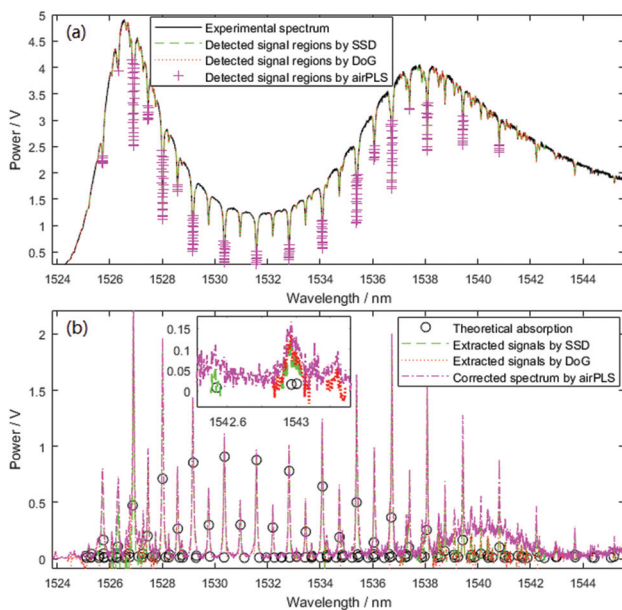 (a)
Experimental spectrum
Detected signal regions by SSD
Detected signal regions by DoG
Detected signal regions by airPLS
5
4.5
4
3.5
3
2.5
2
1.5
1
0.5
Power / V
1524 1526 1528 1530 1532 1534 1536 1538 1540 1542 1544
Wavelength / nm
(b)
Theoretical absorption
Extracted signals by SSD
Extracted signals by DoG
Corrected spectrum by airPLS
0.15
0.1
0.05
0
1542.6 1543
2
1.5
1
0.5
0
Power / V
1524 1526 1528 1530 1532 1534 1536 1538 1540 1542 1544
Wavelength / nm